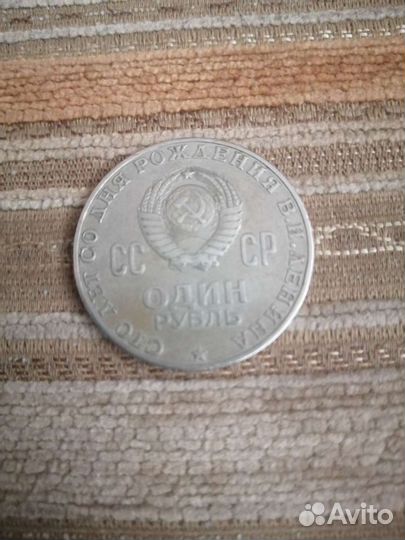 СТО ЛЕТ СО ДНЯ РОЖДЕНИЯ В.И.ЛЕНИНА
СС СР
ОДИН
РУБЛЬ
Avito